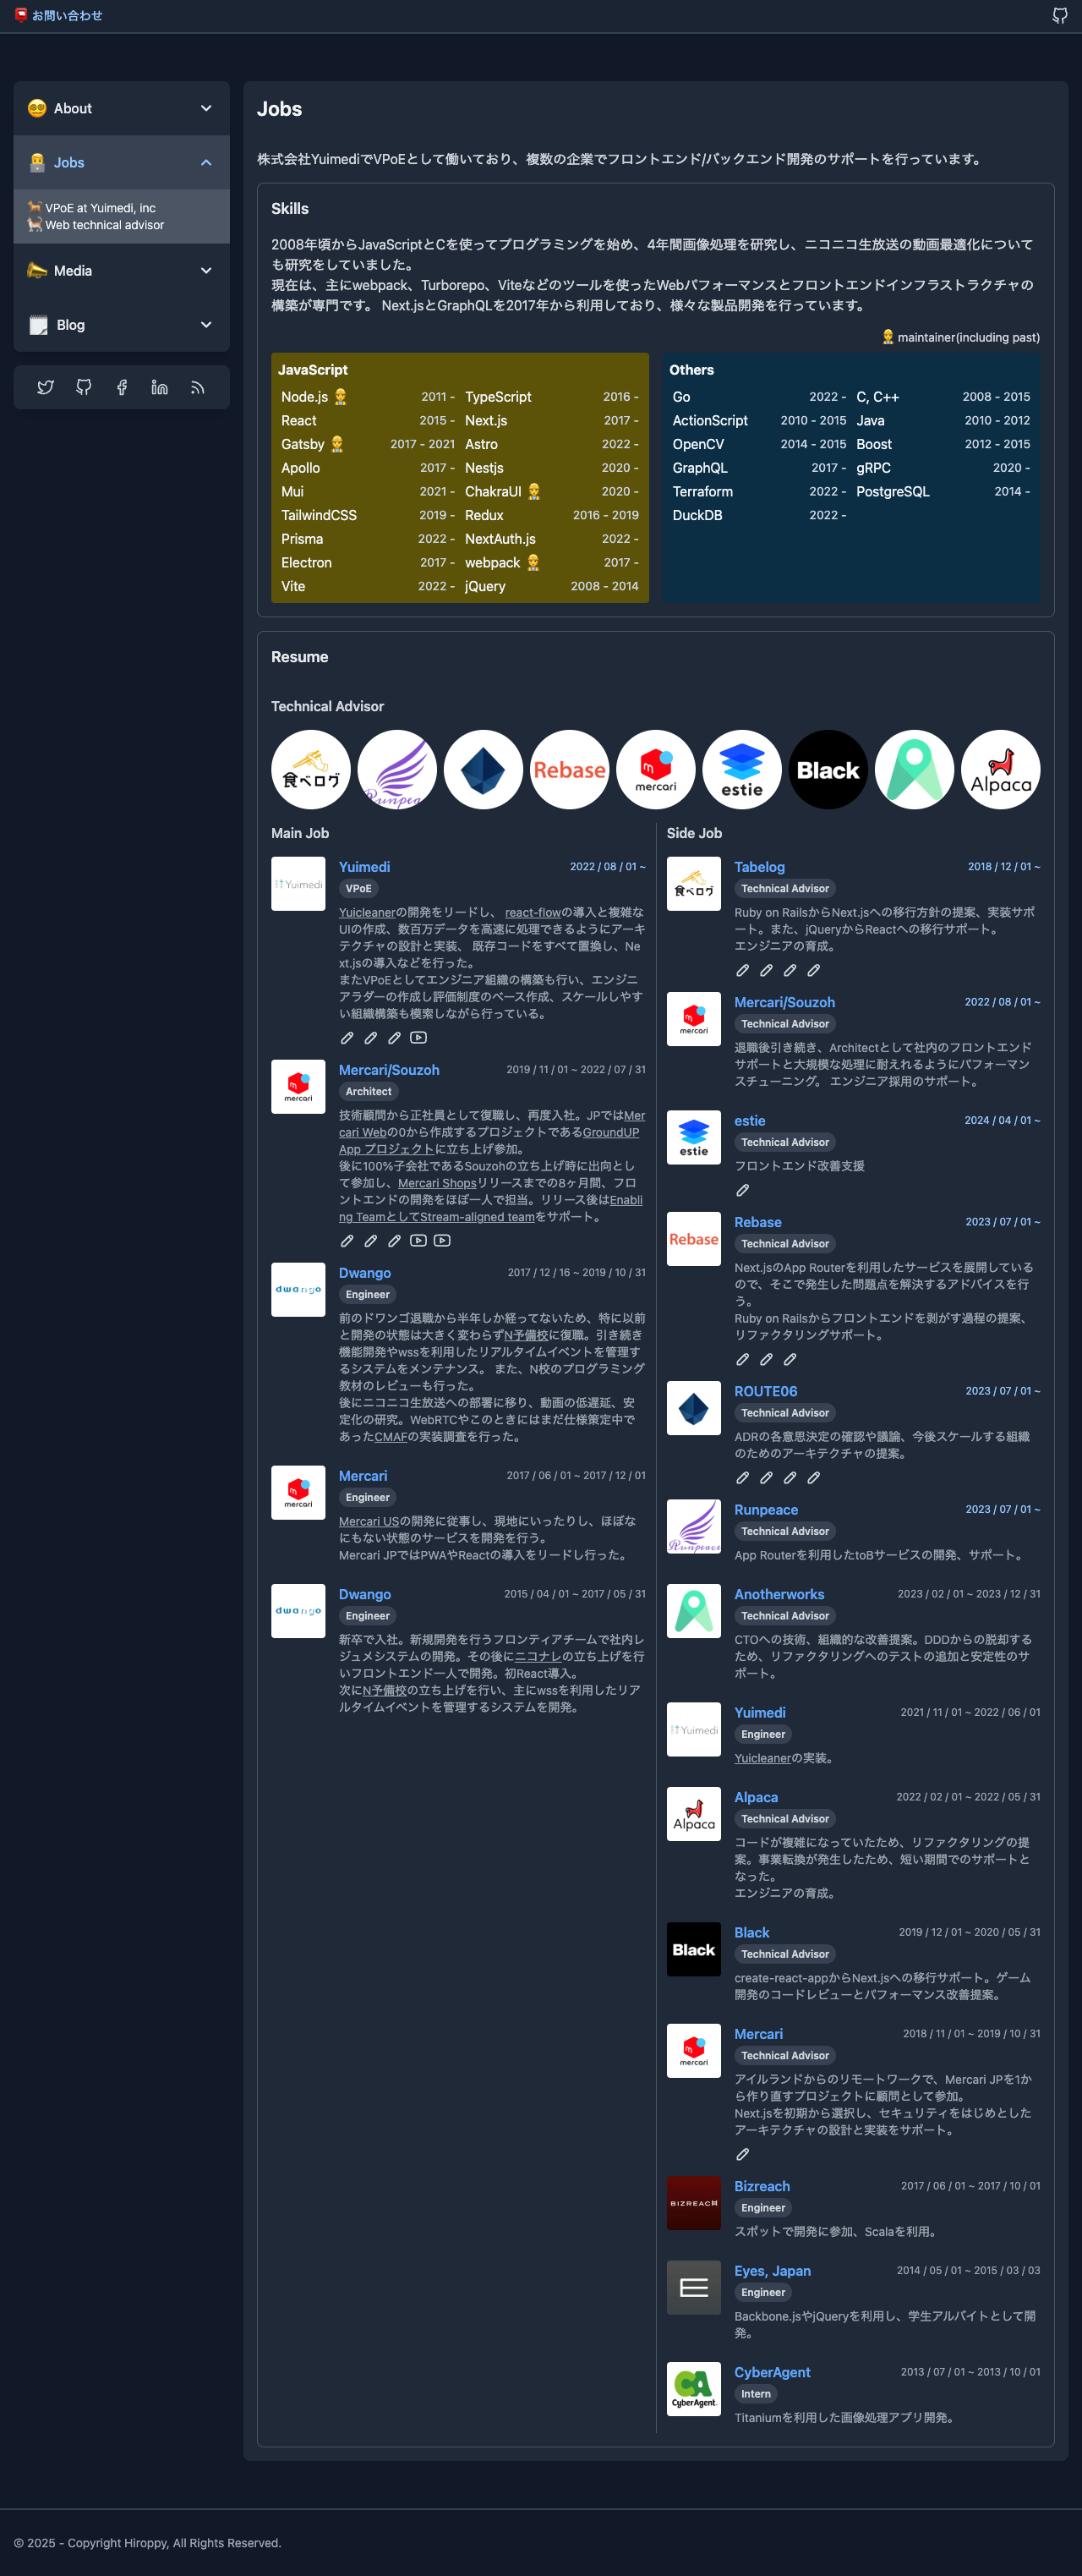 お問い合わせ
About
Jobs
VPoE at Yuimedi, inc
Web technical advisor
Media
Blog
Jobs
株式会社YuimediでVPoEとして働いており、複数の企業でフロントエンド/バックエンド開発のサポートを行っています。
Skills
2008年頃からJavaScriptとCを使ってプログラミングを始め、4年間画像処理を研究し、ニコニコ生放送の動画最適化について
も研究をしていました。
現在は、主にwebpack、Turborepo、Viteなどのツールを使ったWebパフォーマンスとフロントエンドインフラストラクチャの
構築が専門です。 Next.jsとGraphQLを2017年から利用しており、様々な製品開発を行っています。
maintainer(including past)
JavaScript
Node.js 2011 - TypeScript 2016 -
React 2015 - Next.js 2017 -
Gatsby 2017 - 2021 Astro 2022 -
Apollo 2017 - Nestjs 2020 -
Mui 2021 - ChakraUI 2020 -
TailwindCSS 2019 - Redux 2016 - 2019
Prisma 2022 - NextAuth.js 2022 -
Electron 2017 - webpack 2017 -
Vite 2022 - jQuery 2008 - 2014
Others
Go 2022 - C, C++ 2008 - 2015
ActionScript 2010 - 2015 Java 2010 - 2012
OpenCV 2014 - 2015 Boost 2012 - 2015
GraphQL 2017 - gRPC 2020 -
Terraform 2022 - PostgreSQL 2014 -
DuckDB 2022 -
Resume
Technical Advisor
食べログ
Runpeace
Rebase
mercari
estie
Black
Alpaca
Main Job
Yuimedi
Yuimedi 2022 / 08 / 01 ~
VPoE
Yuicleanerの開発をリードし、 react-flowの導入と複雑な
UIの作成、数百万データを高速に処理できるようにアーキ
テクチャの設計と実装、 既存コードをすべて置換し、Ne
xt.jsの導入などを行った。
またVPoEとしてエンジニア組織の構築も行い、エンジニ
アラダーの作成し評価制度のベース作成、スケールしやす
い組織構築も模索しながら行っている。
mercari
Mercari/Souzoh 2019 / 11 / 01 ~ 2022 / 07 / 31
Architect
技術顧問から正社員として復職し、再度入社。JPではMer
cari Webの0から作成するプロジェクトであるGroundUP
App プロジェクトに立ち上げ参加。
後に100%子会社であるSouzohの立ち上げ時に出向とし
て参加し、Mercari Shopsリリースまでの8ヶ月間、フロ
ントエンドの開発をほぼ一人で担当。リリース後はEnabli
ng TeamとしてStream-aligned teamをサポート。
dwango
Dwango 2017 / 12 / 16 ~ 2019 / 10 / 31
Engineer
前のドワンゴ退職から半年しか経ってないため、特に以前
と開発の状態は大きく変わらずN予備校に復職。引き続き
機能開発やwssを利用したリアルタイムイベントを管理す
るシステムをメンテナンス。 また、N校のプログラミング
教材のレビューも行った。
後にニコニコ生放送への部署に移り、動画の低遅延、安
定化の研究。WebRTCやこのときにはまだ仕様策定中で
あったCMAFの実装調査を行った。
mercari
Mercari 2017 / 06 / 01 ~ 2017 / 12 / 01
Engineer
Mercari USの開発に従事し、現地にいったりし、ほぼな
にもない状態のサービスを開発を行う。
Mercari JPではPWAやReactの導入をリードし行った。
dwango
Dwango 2015 / 04 / 01 ~ 2017 / 05 / 31
Engineer
新卒で入社。新規開発を行うフロンティアチームで社内レ
ジュメシステムの開発。その後にニコナレの立ち上げを行
いフロントエンド一人で開発。初React導入。
次にN予備校の立ち上げを行い、主にwssを利用したリア
ルタイムイベントを管理するシステムを開発。
Side Job
食べログ
Tabelog 2018 / 12 / 01 ~
Technical Advisor
Ruby on RailsからNext.jsへの移行方針の提案、実装サポ
ート。また、jQueryからReactへの移行サポート。
エンジニアの育成。
mercari
Mercari/Souzoh 2022 / 08 / 01 ~
Technical Advisor
退職後引き続き、Architectとして社内のフロントエンド
サポートと大規模な処理に耐えれるようにパフォーマン
スチューニング。 エンジニア採用のサポート。
estie
estie 2024 / 04 / 01 ~
Technical Advisor
フロントエンド改善支援
Rebase
Rebase 2023 / 07 / 01 ~
Technical Advisor
Next.jsのApp Routerを利用したサービスを展開している
ので、そこで発生した問題点を解決するアドバイスを行
う。
Ruby on Railsからフロントエンドを剥がす過程の提案、
リファクタリングサポート。
ROUTE06 2023 / 07 / 01 ~
Technical Advisor
ADRの各意思決定の確認や議論、今後スケールする組織
のためのアーキテクチャの提案。
Runpeace
Runpeace 2023 / 07 / 01 ~
Technical Advisor
App Routerを利用したtoBサービスの開発、サポート。
Anotherworks 2023 / 02 / 01 ~ 2023 / 12 / 31
Technical Advisor
CTOへの技術、組織的な改善提案。DDDからの脱却する
ため、リファクタリングへのテストの追加と安定性のサ
ポート。
Yuimedi
Yuimedi 2021 / 11 / 01 ~ 2022 / 06 / 01
Engineer
Yuicleanerの実装。
Alpaca
Alpaca 2022 / 02 / 01 ~ 2022 / 05 / 31
Technical Advisor
コードが複雑になっていたため、リファクタリングの提
案。事業転換が発生したため、短い期間でのサポートと
なった。
エンジニアの育成。
Black
Black 2019 / 12 / 01 ~ 2020 / 05 / 31
Technical Advisor
create-react-appからNext.jsへの移行サポート。ゲーム
開発のコードレビューとパフォーマンス改善提案。
mercari
Mercari 2018 / 11 / 01 ~ 2019 / 10 / 31
Technical Advisor
アイルランドからのリモートワークで、Mercari JPを1か
ら作り直すプロジェクトに顧問として参加。
Next.jsを初期から選択し、セキュリティをはじめとした
アーキテクチャの設計と実装をサポート。
BIZREACH
Bizreach 2017 / 06 / 01 ~ 2017 / 10 / 01
Engineer
スポットで開発に参加、Scalaを利用。
Eyes, Japan 2014 / 05 / 01 ~ 2015 / 03 / 03
Engineer
Backbone.jsやjQueryを利用し、学生アルバイトとして開
発。
CyberAgent
CyberAgent 2013 / 07 / 01 ~ 2013 / 10 / 01
Intern
Titaniumを利用した画像処理アプリ開発。
© 2025 - Copyright Hiroppy, All Rights Reserved.